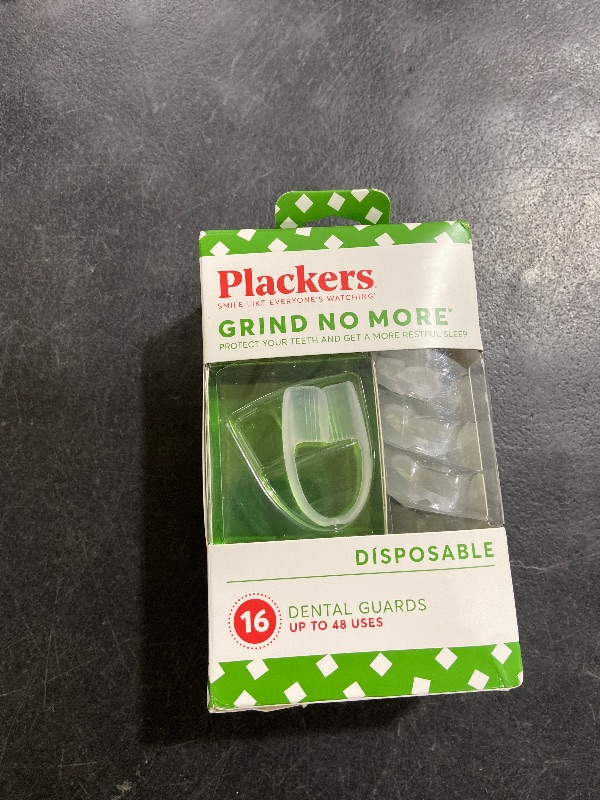 Plackers
SMILE LIKE EVERYONE'S WATCHING
GRIND NO MORE
PROTECT YOUR TEETH AND GET A MORE RESTFUL SLEEP
DISPOSABLE
16
DENTAL GUARDS
UP TO 48 USES